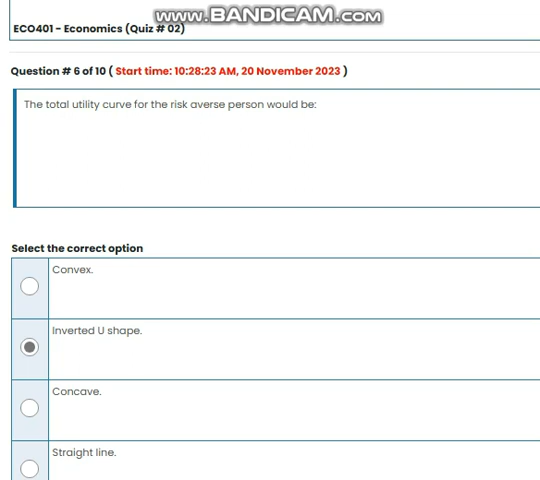 www.BANDICAM.com
ECO401 - Economics (Quiz # 02)
Question # 6 of 10 ( Start time: 10:28:23 AM, 20 November 2023 )
The total utility curve for the risk averse person would be:
Select the correct option
Convex.
Inverted U shape.
Concave.
Straight line.